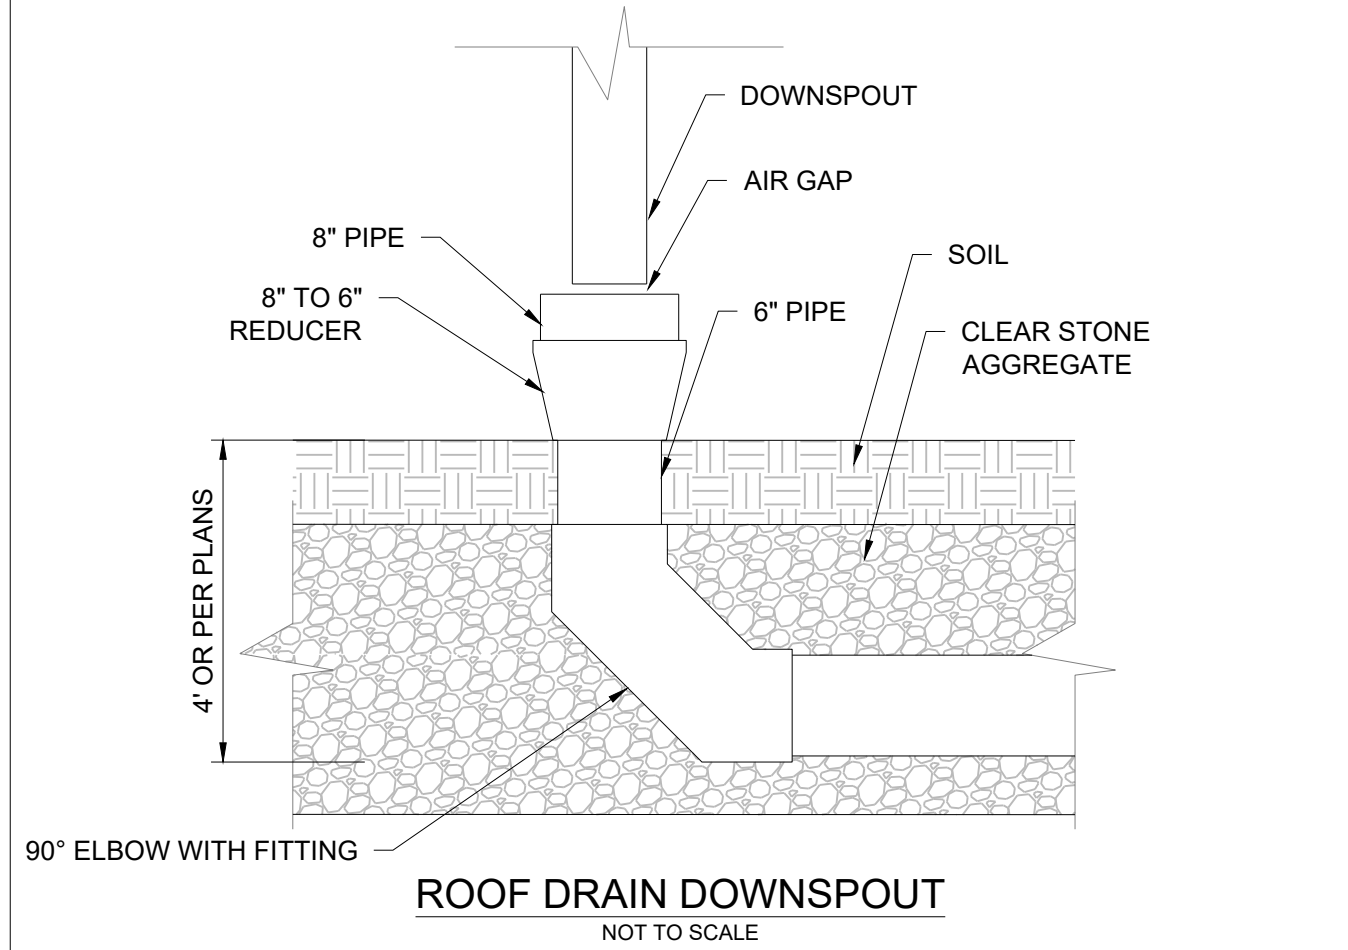 DOWNSPOUT
AIR GAP
8" PIPE
SOIL
8" TO 6"
REDUCER
6" PIPE
CLEAR STONE
AGGREGATE
4' OR PER PLANS
90° ELBOW WITH FITTING
ROOF DRAIN DOWNSPOUT
NOT TO SCALE